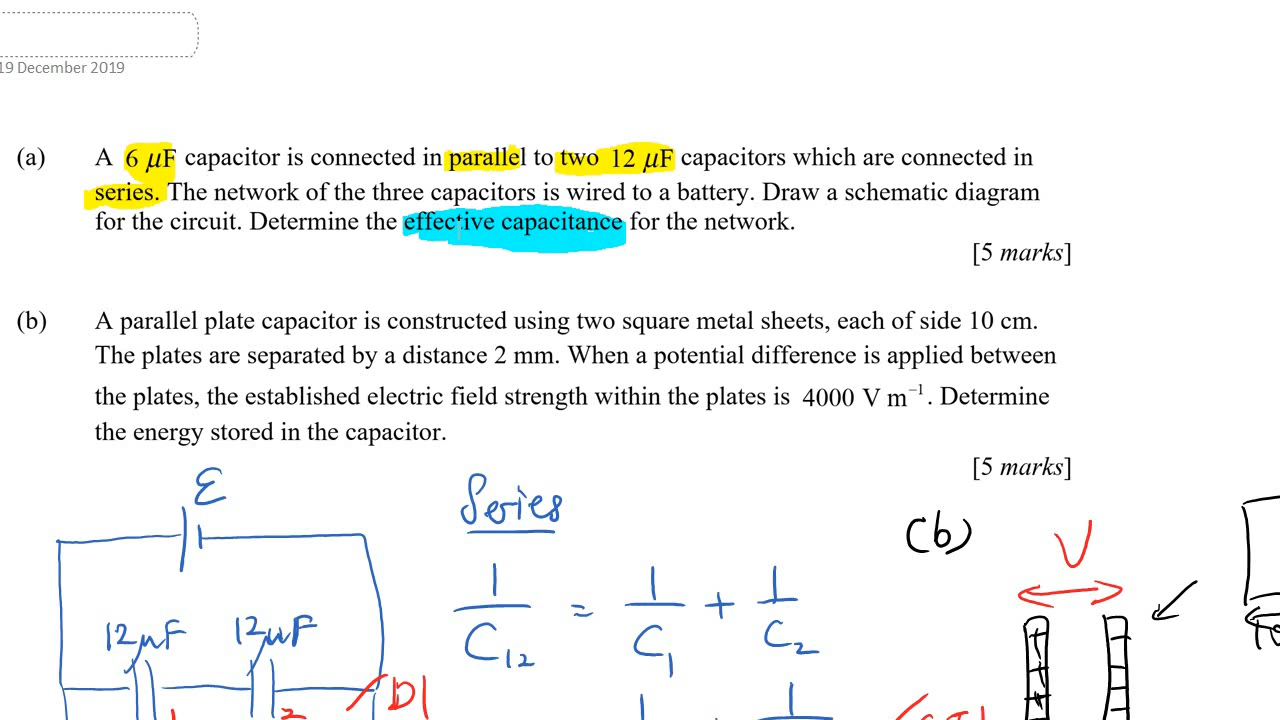 19 December 2019
(a) A 6 μF capacitor is connected in parallel to two 12 μF capacitors which are connected in
series. The network of the three capacitors is wired to a battery. Draw a schematic diagram
for the circuit. Determine the effective capacitance for the network.
[5 marks]
(b) A parallel plate capacitor is constructed using two square metal sheets, each of side 10 cm.
The plates are separated by a distance 2 mm. When a potential difference is applied between
the plates, the established electric field strength within the plates is 4000 V m⁻¹. Determine
the energy stored in the capacitor.
[5 marks]
ε
Series
(b)
V
1/C₁₂ = 1/C₁ + 1/C₂
12μF 12μF
D1